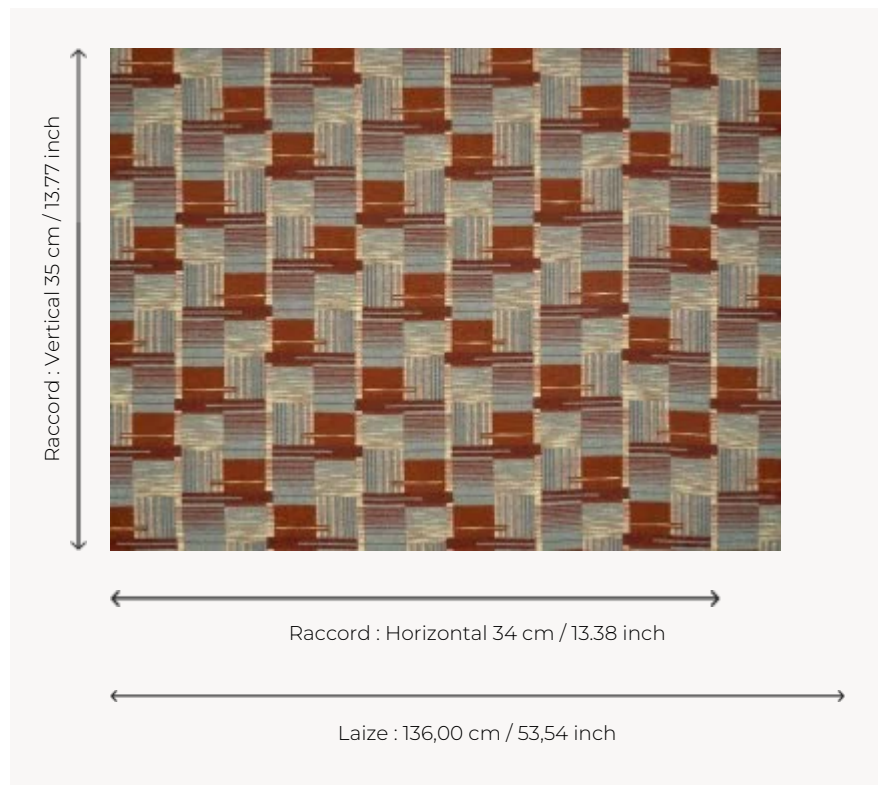 Raccord : Vertical 35 cm / 13.77 inch
Raccord : Horizontal 34 cm / 13.38 inch
Laize : 136,00 cm / 53,54 inch